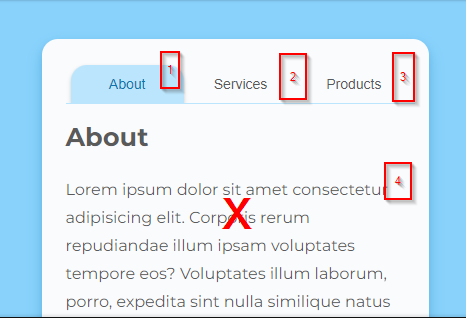 About 1 Services 2 Products 3
About
4
Lorem ipsum dolor sit amet consectetur
X
adipisicing elit. Corporis rerum
repudiandae illum ipsam voluptates
tempore eos? Voluptates illum laborum,
porro, expedita sint nulla similique natus